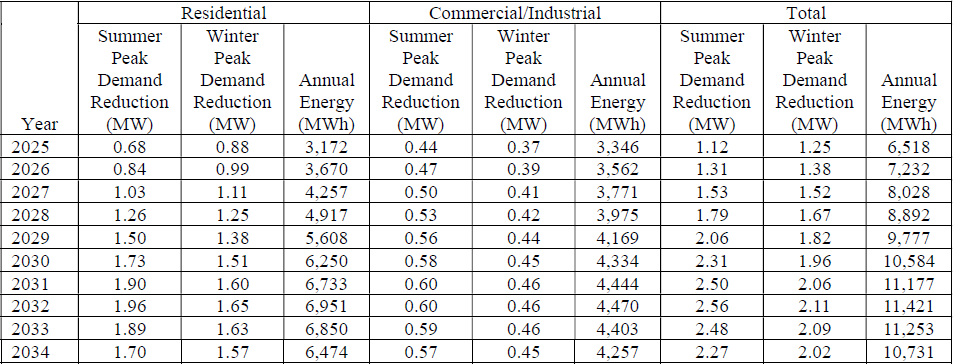 Residential Commercial/Industrial Total
Summer Winter Summer Winter Summer Winter
Peak Peak Peak Peak Peak Peak
Demand Demand Annual Demand Demand Annual Demand Demand Annual
Reduction Reduction Energy Reduction Reduction Energy Reduction Reduction Energy
Year (MW) (MW) (MWh) (MW) (MW) (MWh) (MW) (MW) (MWh)
2025 0.68 0.88 3,172 0.44 0.37 3,346 1.12 1.25 6,518
2026 0.84 0.99 3,670 0.47 0.39 3,562 1.31 1.38 7,232
2027 1.03 1.11 4,257 0.50 0.41 3,771 1.53 1.52 8,028
2028 1.26 1.25 4,917 0.53 0.42 3,975 1.79 1.67 8,892
2029 1.50 1.38 5,608 0.56 0.44 4,169 2.06 1.82 9,777
2030 1.73 1.51 6,250 0.58 0.45 4,334 2.31 1.96 10,584
2031 1.90 1.60 6,733 0.60 0.46 4,444 2.50 2.06 11,177
2032 1.96 1.65 6,951 0.60 0.46 4,470 2.56 2.11 11,421
2033 1.89 1.63 6,850 0.59 0.46 4,403 2.48 2.09 11,253
2034 1.70 1.57 6,474 0.57 0.45 4,257 2.27 2.02 10,731